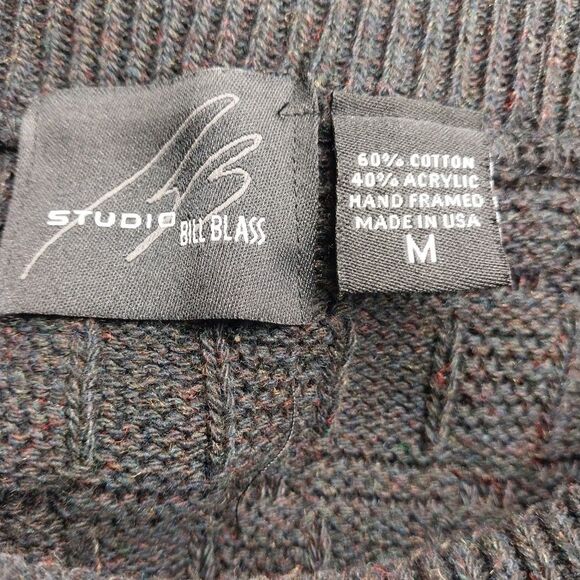 STUDIO
BILL BLASS
60% COTTON
40% ACRYLIC
HAND FRAMED
MADE IN USA
M